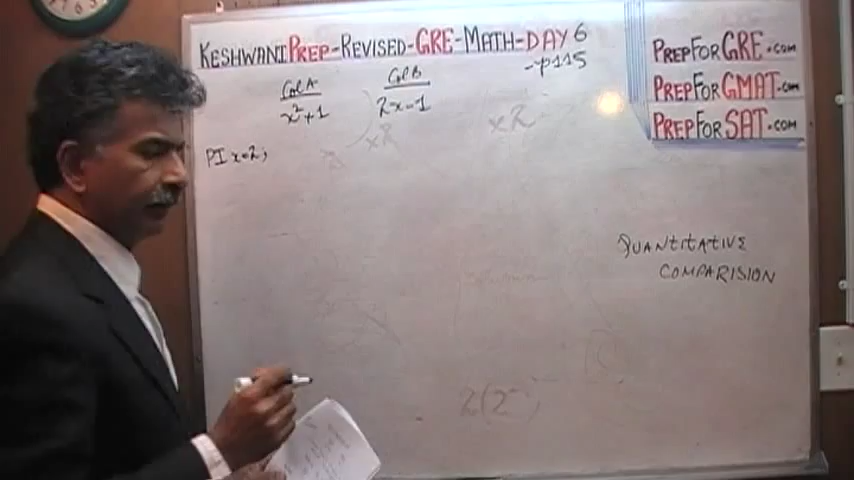 KESHWANI PREP-REVISED-GRE-MATH-DAY 6
-p115
PREPFORGRE.com
PREPFORGMAT.com
PREPFORSAT.com
Col A
Col B
x²+1
2x-1
PI x=2;
QUANTITATIVE
COMPARISION